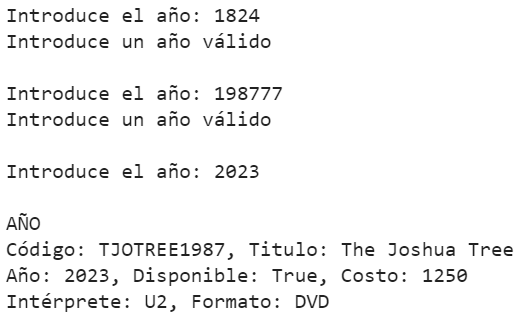 Introduce el año: 1824
Introduce un año válido
Introduce el año: 198777
Introduce un año válido
Introduce el año: 2023
AÑO
Código: TJOTREE1987, Titulo: The Joshua Tree
Año: 2023, Disponible: True, Costo: 1250
Intérprete: U2, Formato: DVD